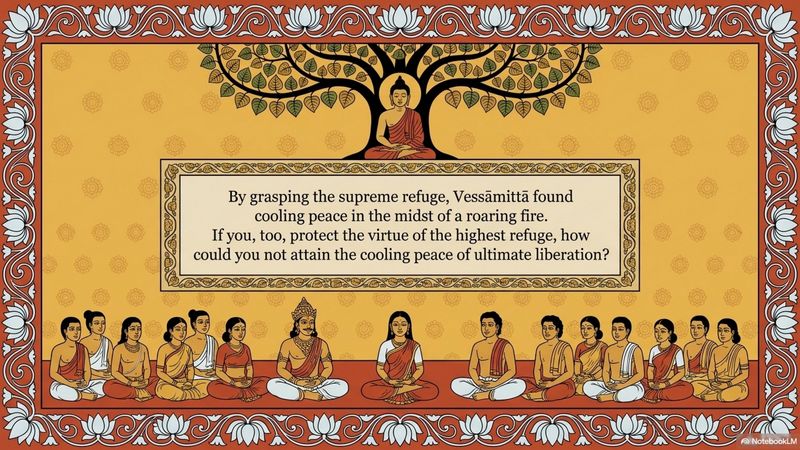 By grasping the supreme refuge, Vessāmittā found
cooling peace in the midst of a roaring fire.
If you, too, protect the virtue of the highest refuge, how
could you not attain the cooling peace of ultimate liberation?
NotebookLM